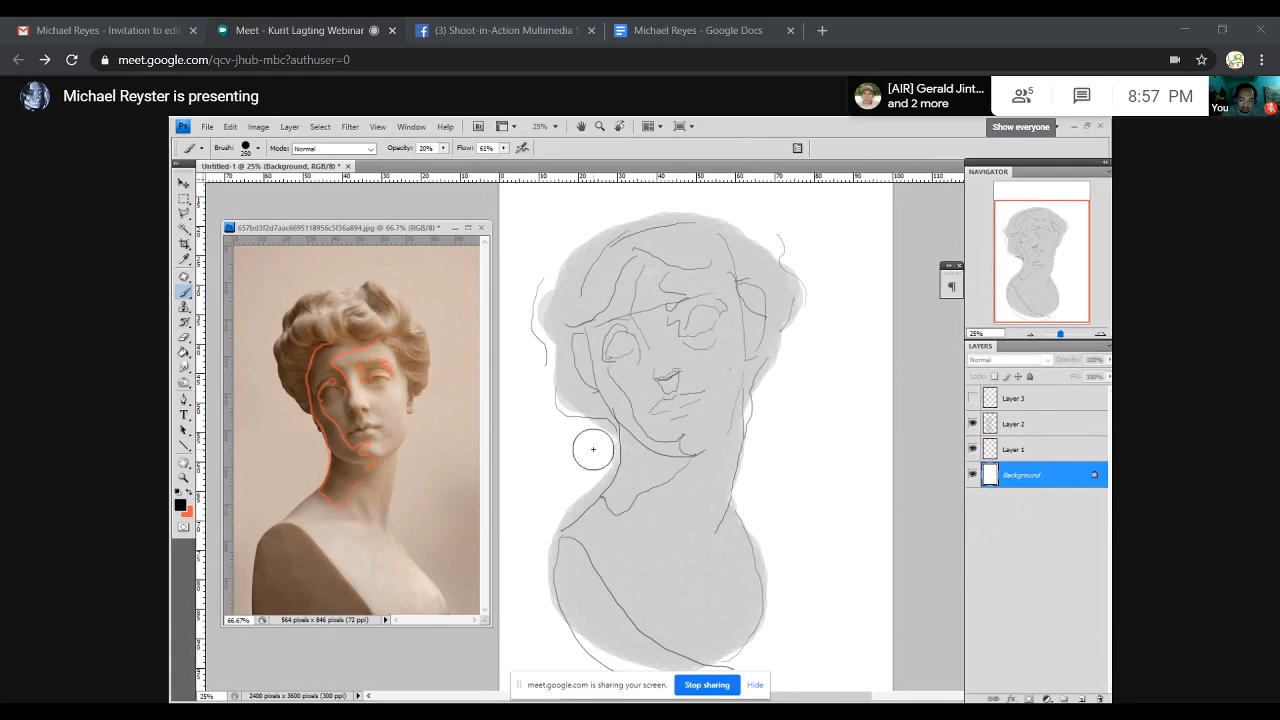 Michael Reyes - Invitation to edit
Meet - Kurit Lagting Webinar
(3) Shoot-in-Action Multimedia S
Michael Reyes - Google Docs
meet.google.com/qcv-jhub-mbc?authuser=0
Michael Reyster is presenting
[AIR] Gerald Jint...
and 2 more
5
8:57 PM
You
Show everyone
Ps File Edit Image Layer Select Filter View Window Help Br 25%
Brush: 250 Mode: Normal Opacity: 20% Flow: 61%
Untitled-1 @ 25% (Background, RGB/8) *
657bd3f2d7aac6695118956c5f36a894.jpg @ 66.7% (RGB/8) *
66.67% 564 pixels x 846 pixels (72 ppi)
NAVIGATOR
25%
LAYERS
Normal Opacity: 100%
Lock: Fill: 100%
Layer 3
Layer 2
Layer 1
Background
meet.google.com is sharing your screen. Stop sharing Hide
25% 2400 pixels x 3600 pixels (300 ppi)